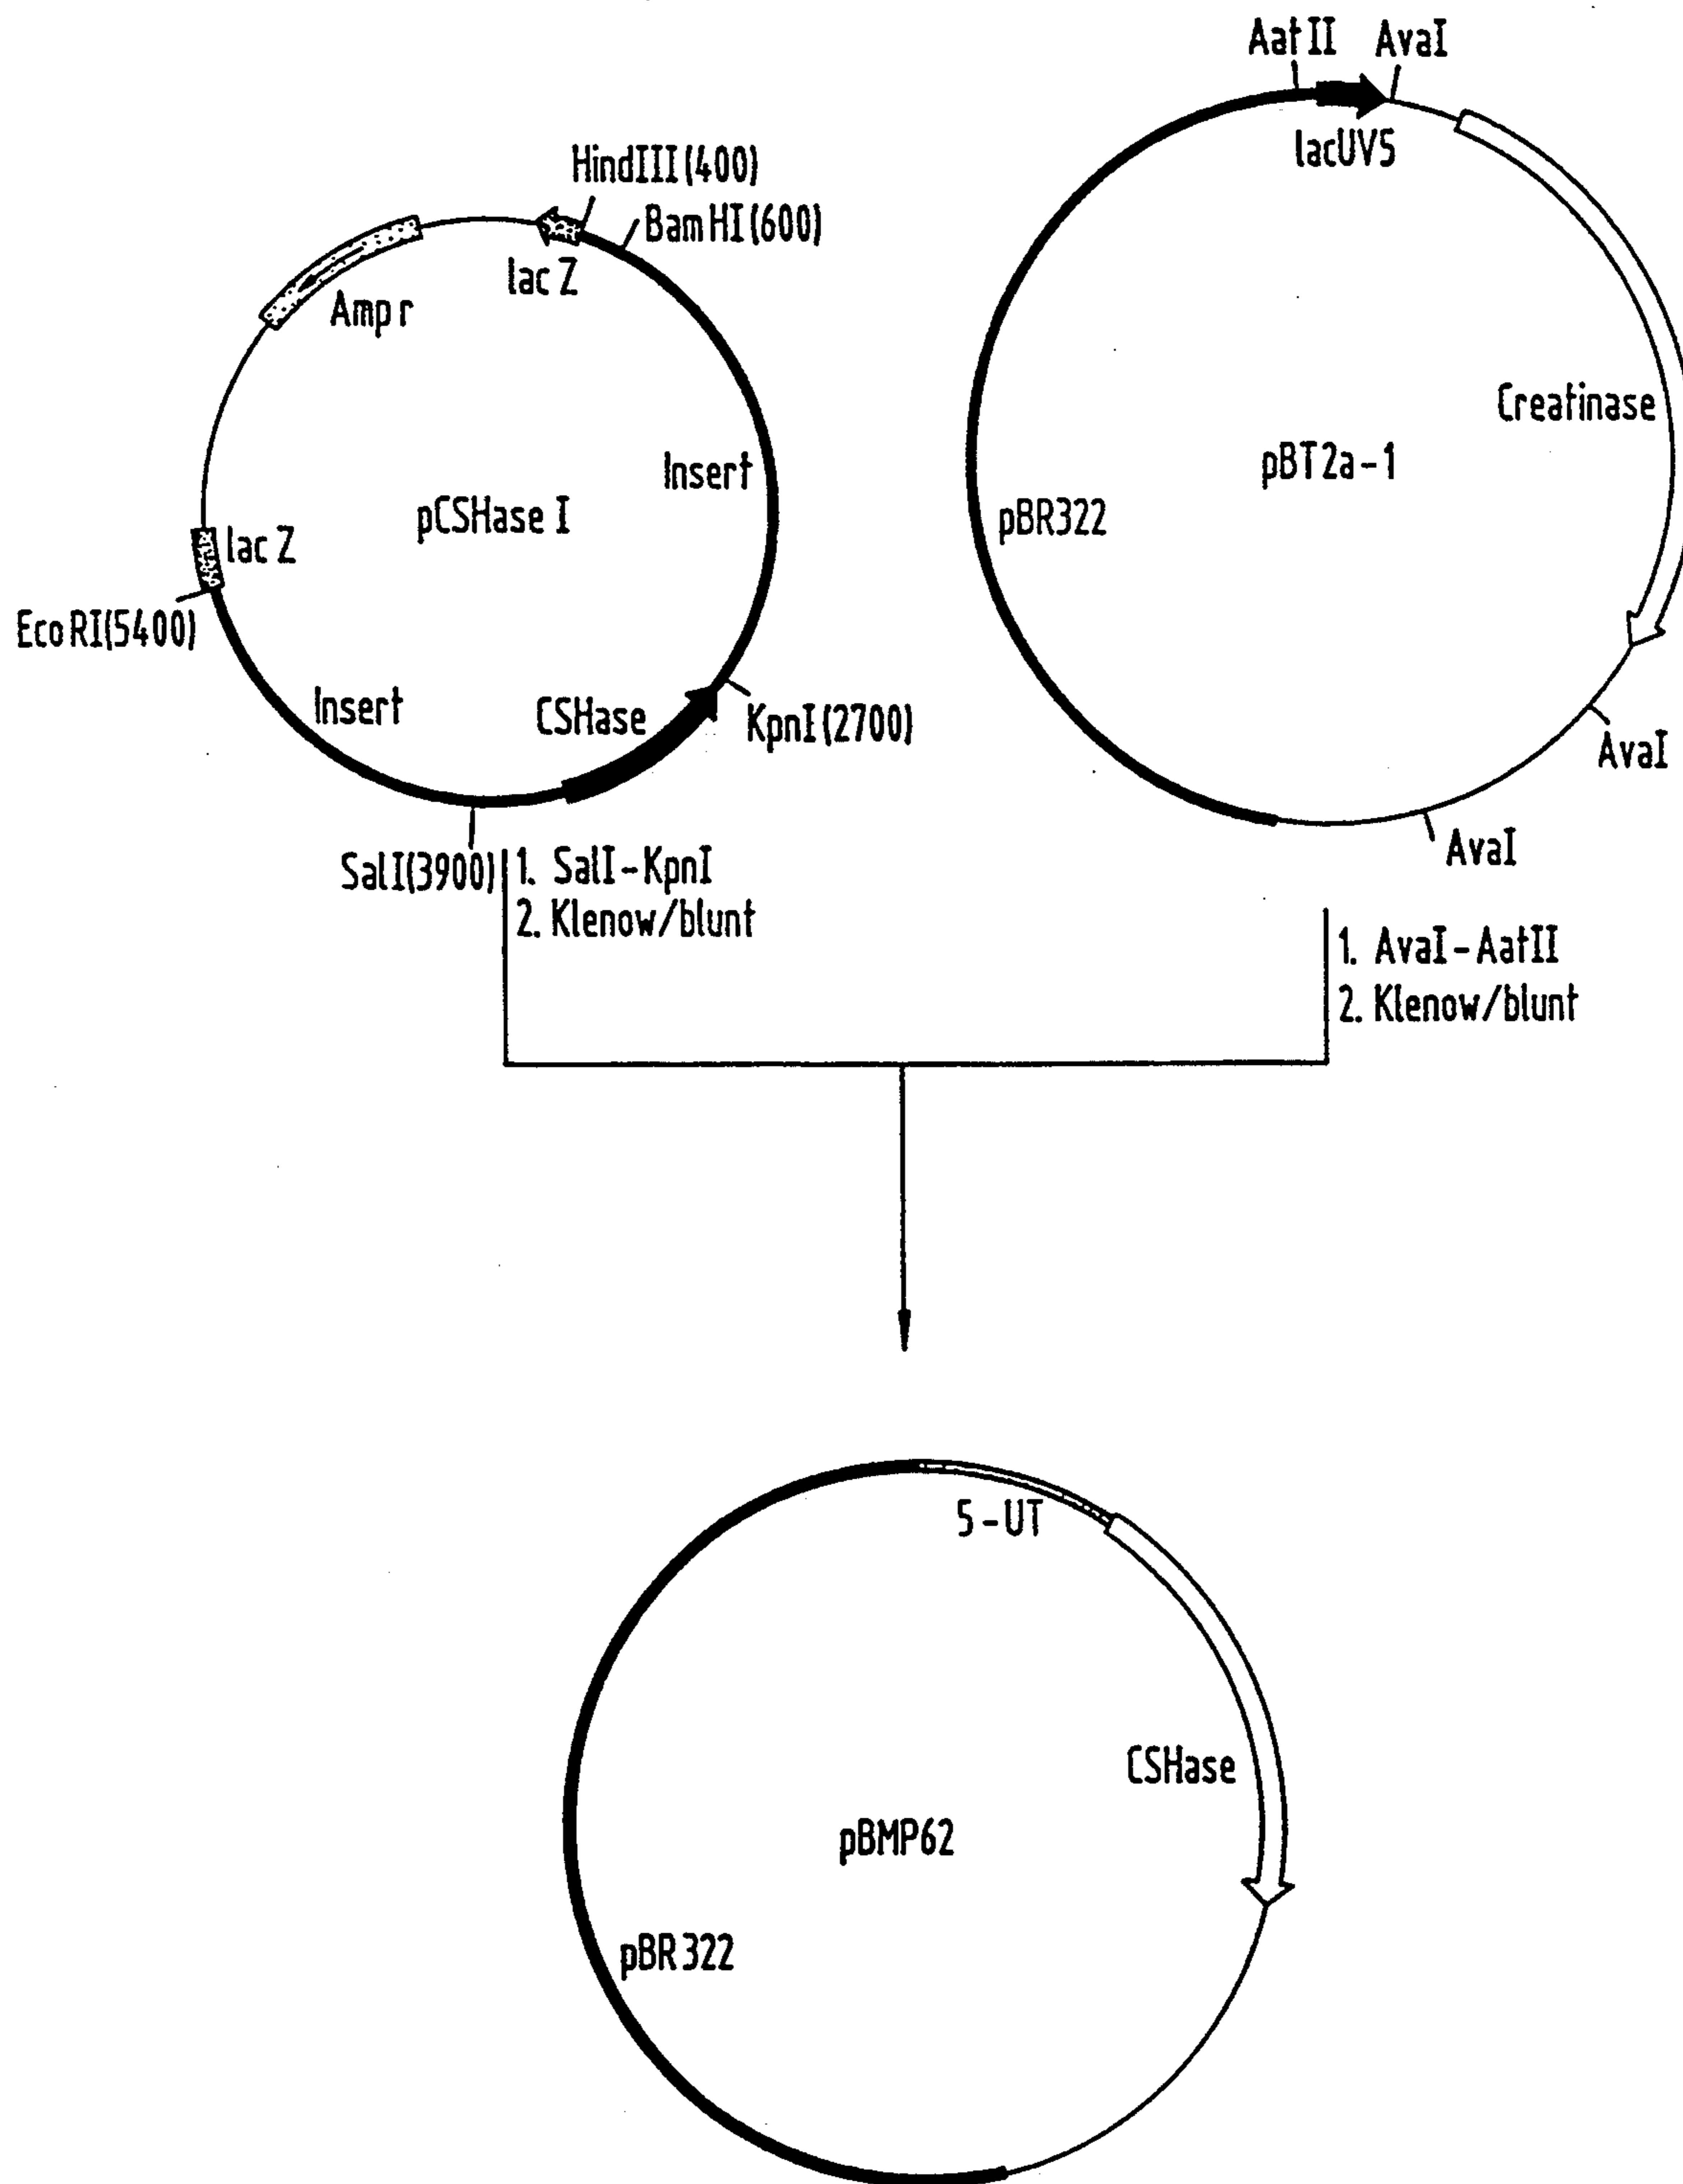 AatII AvaI
lacUV5
HindIII (400)
BamHI (600)
lac Z
Ampr
Insert
Creatinase
pCSHase I
pBT2a-1
pBR322
lac Z
EcoRI(5400)
Insert
CSHase
KpnI (2700)
AvaI
AvaI
SalI(3900)
1. SalI-KpnI
2. Klenow/blunt
1. AvaI-AatII
2. Klenow/blunt
5-UT
CSHase
pBMP62
pBR322